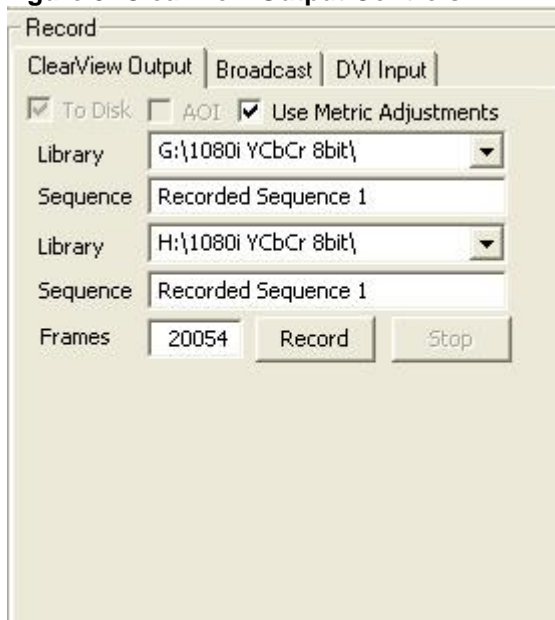 Record
ClearView Output Broadcast DVI Input
To Disk AOI Use Metric Adjustments
Library G:\1080i YCbCr 8bit\
Sequence Recorded Sequence 1
Library H:\1080i YCbCr 8bit\
Sequence Recorded Sequence 1
Frames 20054 Record Stop